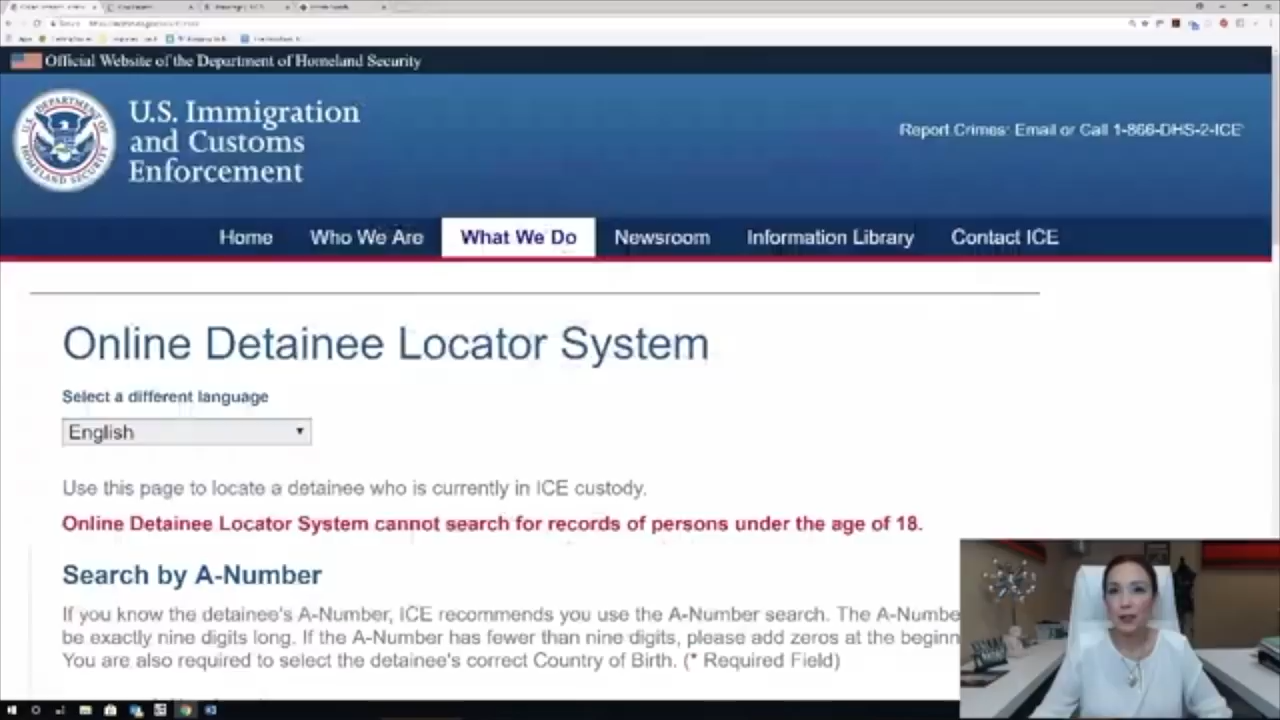 Official Website of the Department of Homeland Security
U.S. DEPARTMENT OF
HOMELAND SECURITY
U.S. Immigration
and Customs
Enforcement
Report Crimes: Email or Call 1-866-DHS-2-ICE
Home Who We Are What We Do Newsroom Information Library Contact ICE
Online Detainee Locator System
Select a different language
English
Use this page to locate a detainee who is currently in ICE custody.
Online Detainee Locator System cannot search for records of persons under the age of 18.
Search by A-Number
If you know the detainee's A-Number, ICE recommends you use the A-Number search. The A-Numbe
be exactly nine digits long. If the A-Number has fewer than nine digits, please add zeros at the beginn
You are also required to select the detainee's correct Country of Birth. (* Required Field)